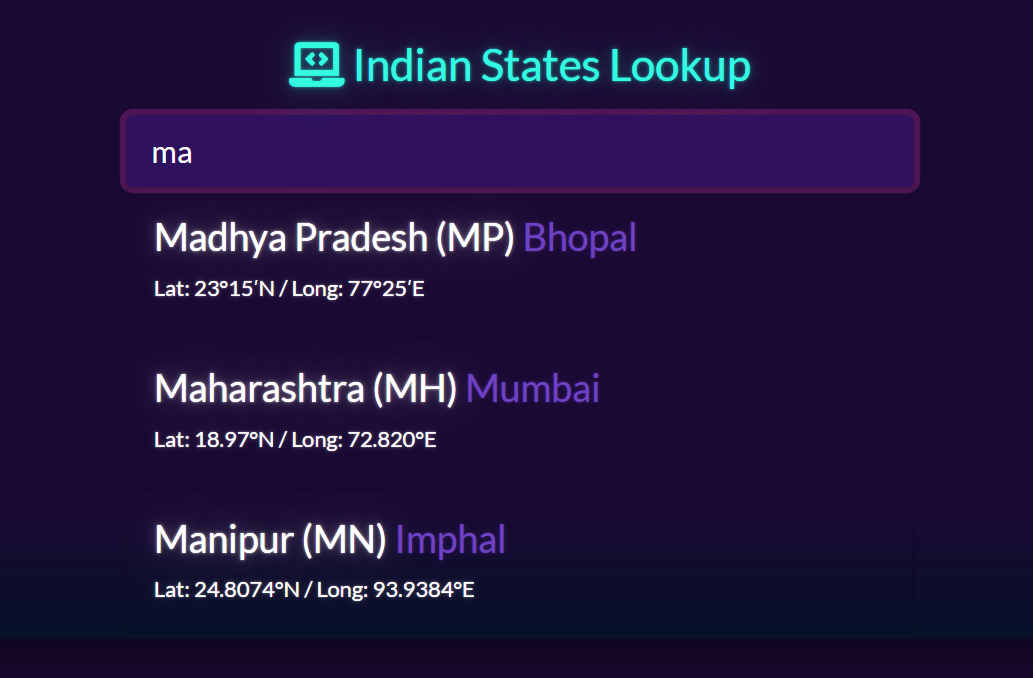 Indian States Lookup
ma
Madhya Pradesh (MP) Bhopal
Lat: 23°15′N / Long: 77°25′E
Maharashtra (MH) Mumbai
Lat: 18.97°N / Long: 72.820°E
Manipur (MN) Imphal
Lat: 24.8074°N / Long: 93.9384°E